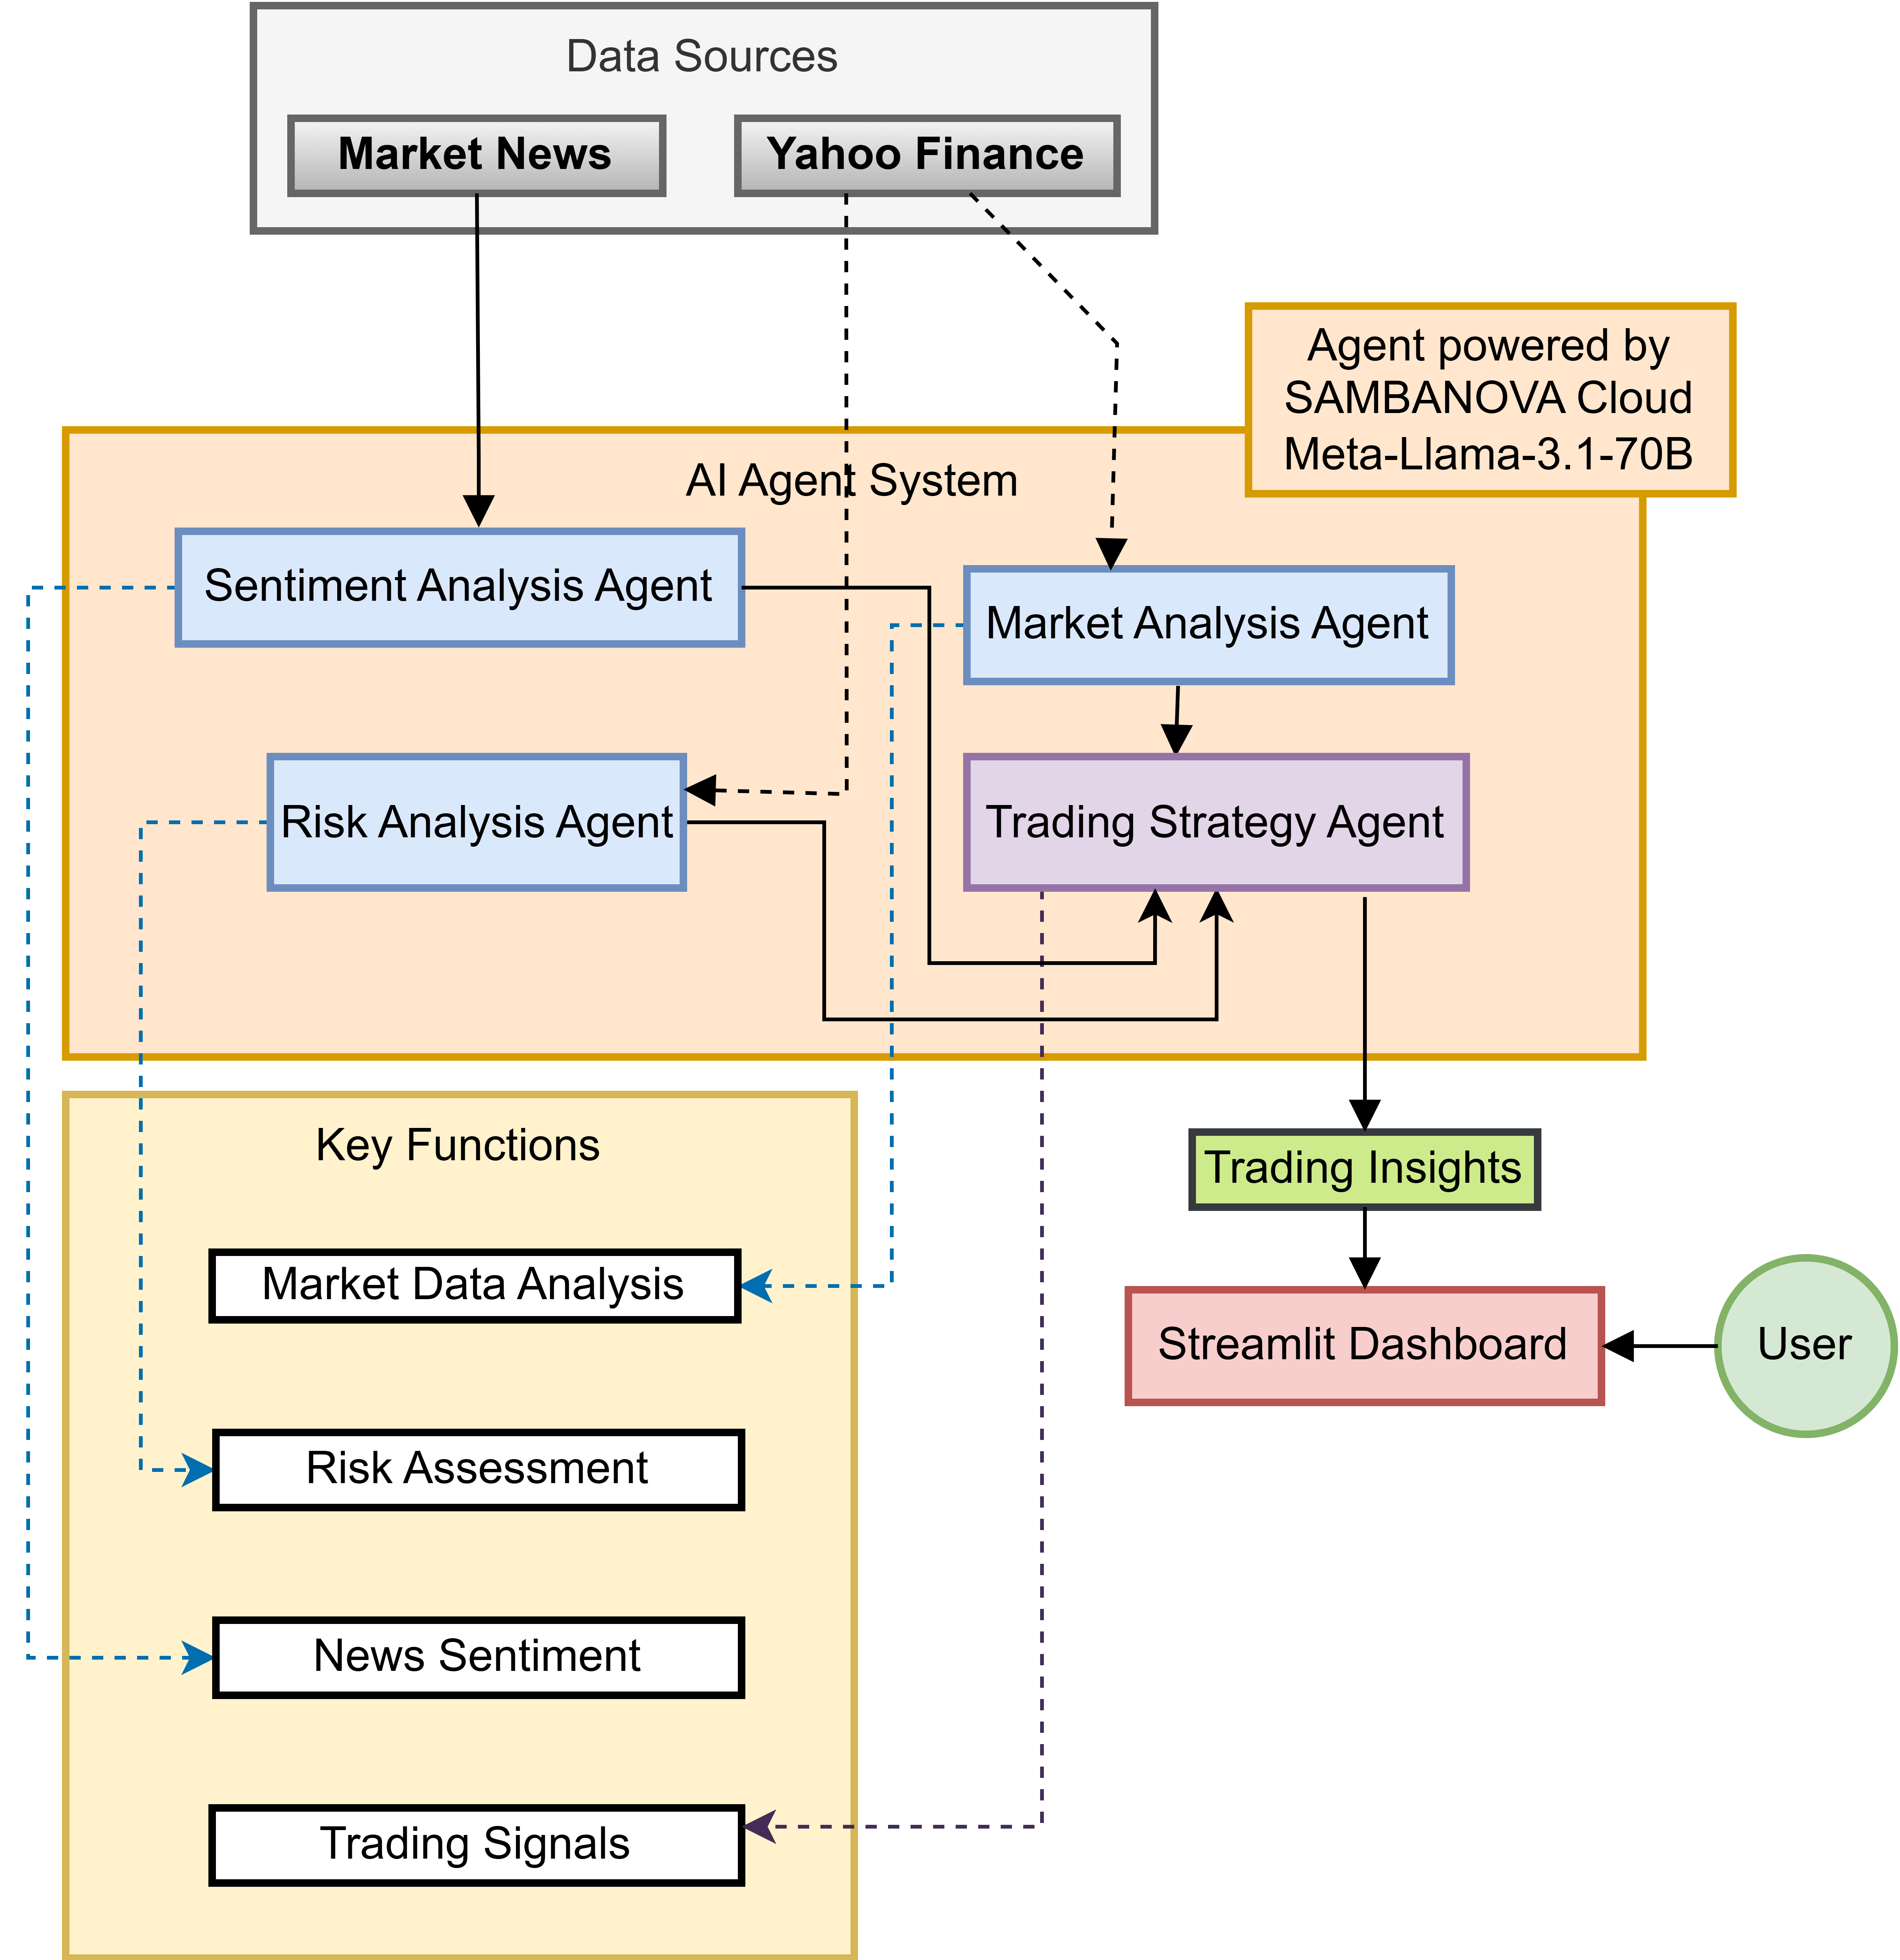 Data Sources
Market News
Yahoo Finance
Agent powered by
SAMBANOVA Cloud
Meta-Llama-3.1-70B
AI Agent System
Sentiment Analysis Agent
Market Analysis Agent
Risk Analysis Agent
Trading Strategy Agent
Key Functions
Trading Insights
Market Data Analysis
Streamlit Dashboard
User
Risk Assessment
News Sentiment
Trading Signals